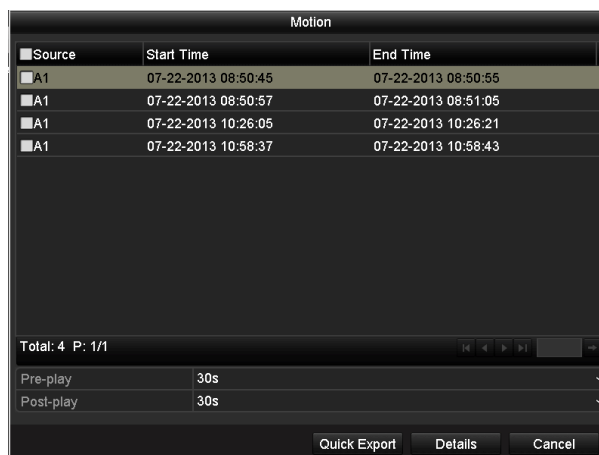 Motion
Source Start Time End Time
A1 07-22-2013 08:50:45 07-22-2013 08:50:55
A1 07-22-2013 08:50:57 07-22-2013 08:51:05
A1 07-22-2013 10:26:05 07-22-2013 10:26:21
A1 07-22-2013 10:58:37 07-22-2013 10:58:43
Total: 4 P: 1/1
Pre-play 30s
Post-play 30s
Quick Export Details Cancel